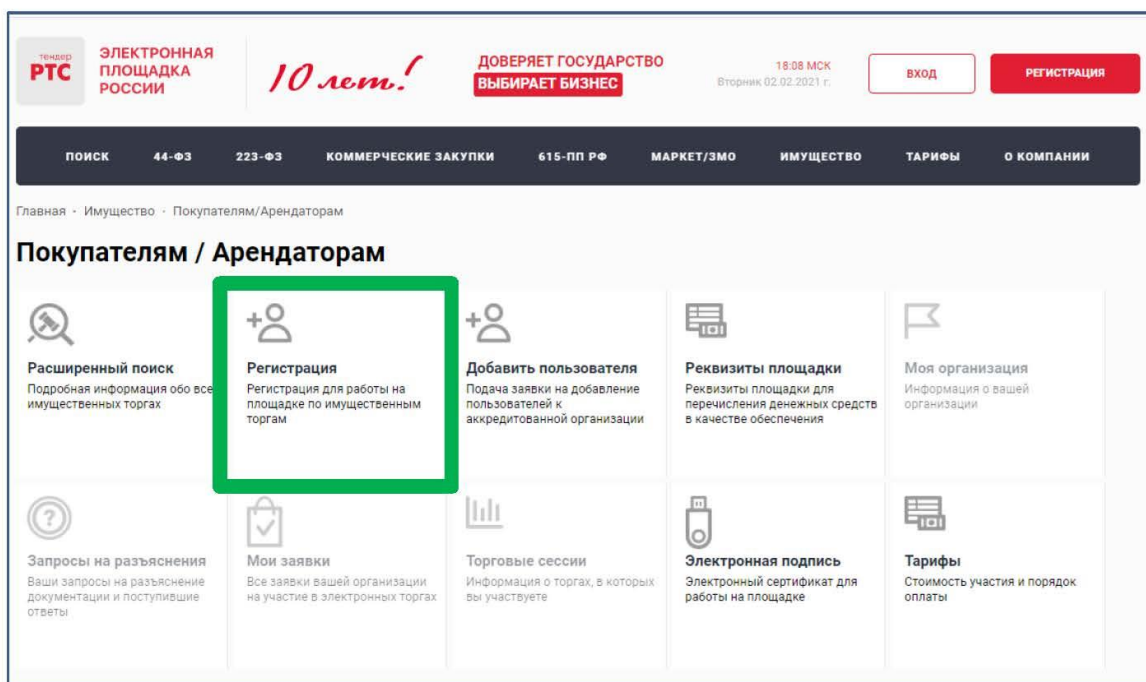 тендер
РТС
ЭЛЕКТРОННАЯ
ПЛОЩАДКА
РОССИИ
10 лет!
ДОВЕРЯЕТ ГОСУДАРСТВО
ВЫБИРАЕТ БИЗНЕС
18:08 МСК
Вторник 02.02.2021 г.
ВХОД
РЕГИСТРАЦИЯ
ПОИСК 44-ФЗ 223-ФЗ КОММЕРЧЕСКИЕ ЗАКУПКИ 615-ПП РФ МАРКЕТ/ЗМО ИМУЩЕСТВО ТАРИФЫ О КОМПАНИИ
Главная · Имущество · Покупателям/Арендаторам
Покупателям / Арендаторам
Расширенный поиск
Подробная информация обо все
имущественных торгах
Регистрация
Регистрация для работы на
площадке по имущественным
торгам
Добавить пользователя
Подача заявки на добавление
пользователей к
аккредитованной организации
Реквизиты площадки
Реквизиты площадки для
перечисления денежных средств
в качестве обеспечения
Моя организация
Информация о вашей
организации
Запросы на разъяснения
Ваши запросы на разъяснение
документации и поступившие
ответы
Мои заявки
Все заявки вашей организации
на участие в электронных торгах
Торговые сессии
Информация о торгах, в которых
вы участвуете
Электронная подпись
Электронный сертификат для
работы на площадке
Тарифы
Стоимость участия и порядок
оплаты